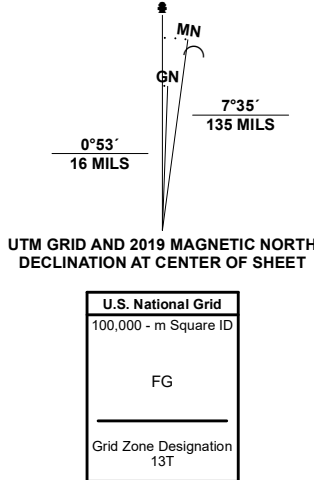 MN
GN
7°35´
135 MILS
0°53´
16 MILS
UTM GRID AND 2019 MAGNETIC NORTH
DECLINATION AT CENTER OF SHEET
U.S. National Grid
100,000 - m Square ID
FG
Grid Zone Designation
13T